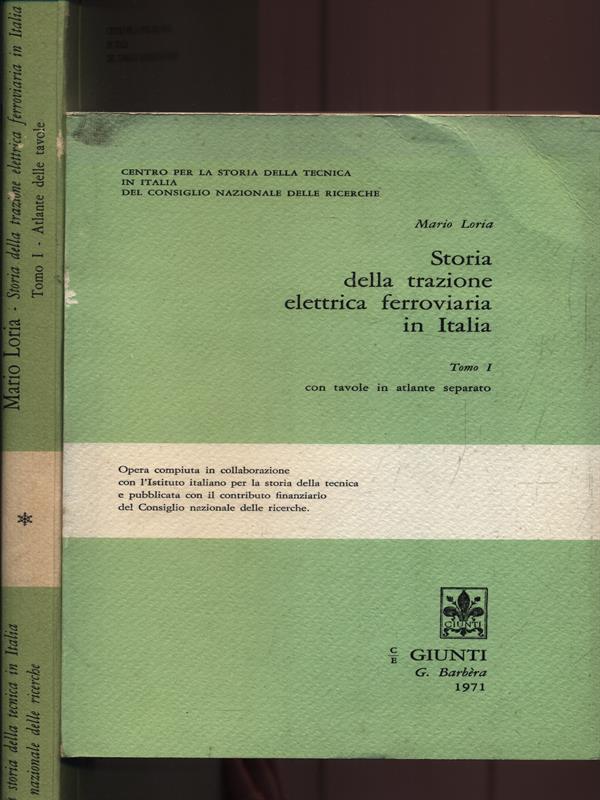 Mario Loria - Storia della trazione elettrica ferroviaria in Italia
Tomo I - Atlante delle tavole
*
storia della tecnica in Italia
nazionale delle ricerche
CENTRO PER LA STORIA DELLA TECNICA
IN ITALIA
DEL CONSIGLIO NAZIONALE DELLE RICERCHE
Mario Loria
Storia
della trazione
elettrica ferroviaria
in Italia
Tomo I
con tavole in atlante separato
Opera compiuta in collaborazione
con l'Istituto italiano per la storia della tecnica
e pubblicata con il contributo finanziario
del Consiglio nazionale delle ricerche.
GIUNTI
C/E GIUNTI
G. Barbèra
1971